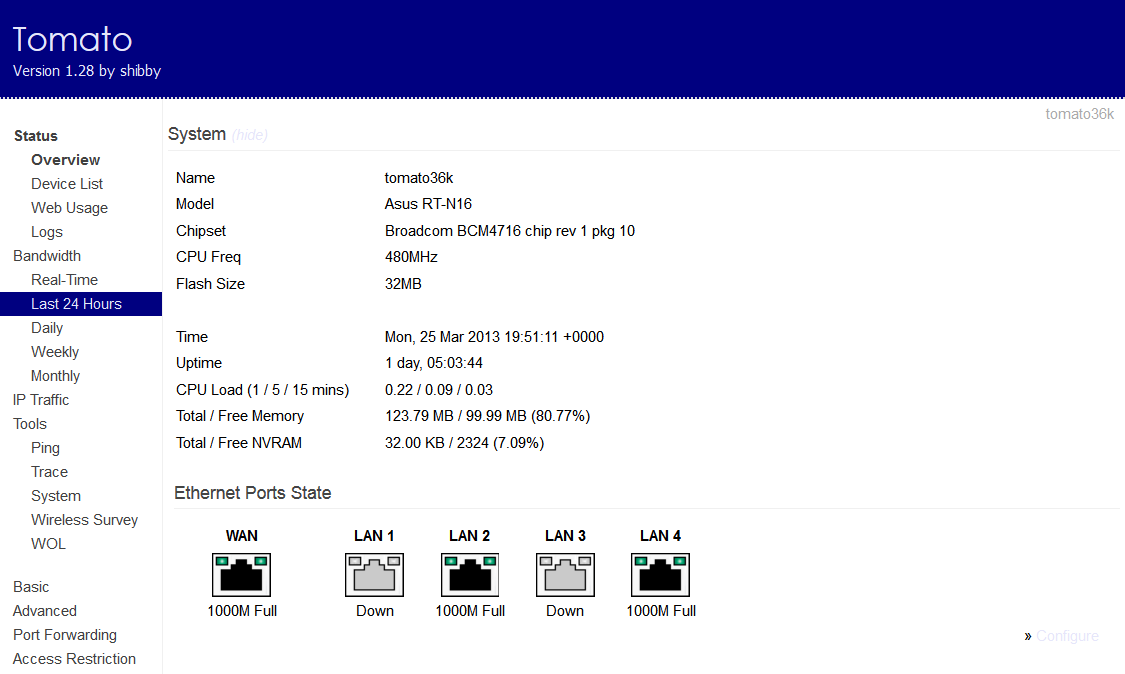 Tomato
Version 1.28 by shibby
tomato36k
Status
Overview
Device List
Web Usage
Logs
Bandwidth
Real-Time
Last 24 Hours
Daily
Weekly
Monthly
IP Traffic
Tools
Ping
Trace
System
Wireless Survey
WOL
Basic
Advanced
Port Forwarding
Access Restriction
System (hide)
Name tomato36k
Model Asus RT-N16
Chipset Broadcom BCM4716 chip rev 1 pkg 10
CPU Freq 480MHz
Flash Size 32MB
Time Mon, 25 Mar 2013 19:51:11 +0000
Uptime 1 day, 05:03:44
CPU Load (1 / 5 / 15 mins) 0.22 / 0.09 / 0.03
Total / Free Memory 123.79 MB / 99.99 MB (80.77%)
Total / Free NVRAM 32.00 KB / 2324 (7.09%)
Ethernet Ports State
WAN LAN 1 LAN 2 LAN 3 LAN 4
1000M Full Down 1000M Full Down 1000M Full
» Configure